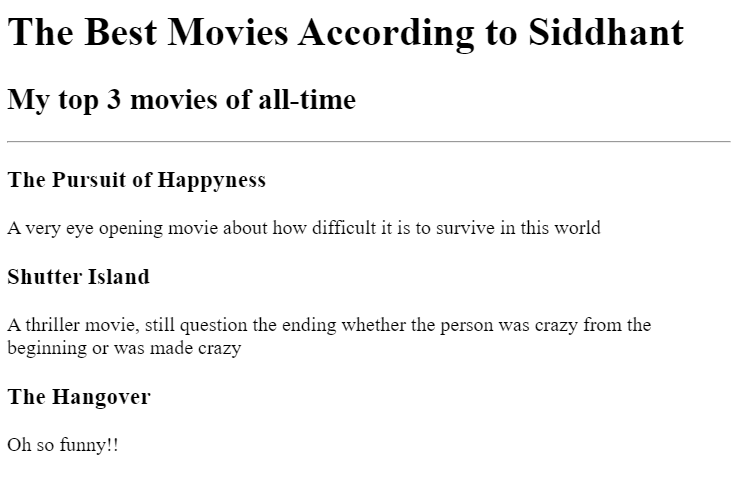 The Best Movies According to Siddhant
My top 3 movies of all-time
The Pursuit of Happyness
A very eye opening movie about how difficult it is to survive in this world
Shutter Island
A thriller movie, still question the ending whether the person was crazy from the
beginning or was made crazy
The Hangover
Oh so funny!!